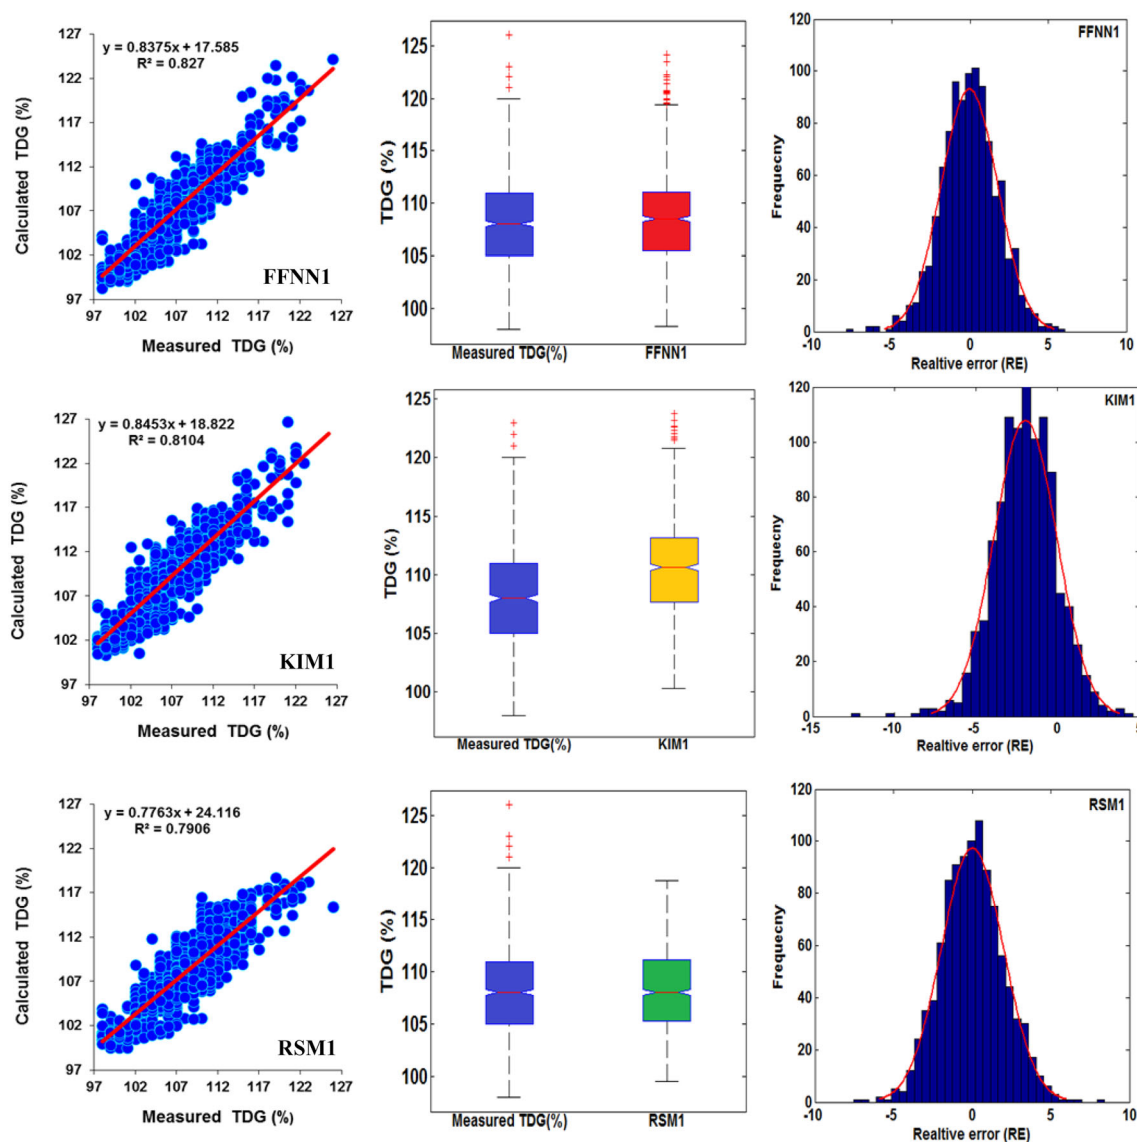 127
122
117
112
107
102
97
Calculated TDG (%)
y = 0.8375x + 17.585
R² = 0.827
FFNN1
97 102 107 112 117 122 127
Measured TDG (%)
125
120
115
110
105
100
TDG (%)
Measured TDG(%) FFNN1
120
100
80
60
40
20
0
Frequecny
FFNN1
-10 -5 0 5 10
Realtive error (RE)
127
122
117
112
107
102
97
Calculated TDG (%)
y = 0.8453x + 18.822
R² = 0.8104
KIM1
97 102 107 112 117 122 127
Measured TDG (%)
125
120
115
110
105
100
TDG (%)
Measured TDG(%) KIM1
120
100
80
60
40
20
0
Frequecny
KIM1
-15 -10 -5 0 5
Realtive error (RE)
127
122
117
112
107
102
97
Calculated TDG (%)
y = 0.7763x + 24.116
R² = 0.7906
RSM1
97 102 107 112 117 122 127
Measured TDG (%)
125
120
115
110
105
100
TDG (%)
Measured TDG(%) RSM1
120
100
80
60
40
20
0
Frequecny
RSM1
-10 -5 0 5 10
Realtive error (RE)